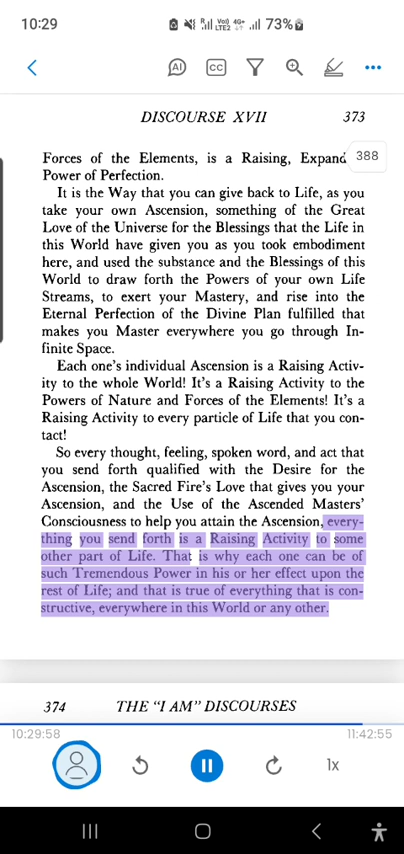 10:29
73%
AI
CC
DISCOURSE XVII 373
388
Forces of the Elements, is a Raising, Expand
Power of Perfection.
It is the Way that you can give back to Life, as you
take your own Ascension, something of the Great
Love of the Universe for the Blessings that the Life in
this World have given you as you took embodiment
here, and used the substance and the Blessings of this
World to draw forth the Powers of your own Life
Streams, to exert your Mastery, and rise into the
Eternal Perfection of the Divine Plan fulfilled that
makes you Master everywhere you go through In-
finite Space.
Each one's individual Ascension is a Raising Activ-
ity to the whole World! It's a Raising Activity to the
Powers of Nature and Forces of the Elements! It's a
Raising Activity to every particle of Life that you con-
tact!
So every thought, feeling, spoken word, and act that
you send forth qualified with the Desire for the
Ascension, the Sacred Fire's Love that gives you your
Ascension, and the Use of the Ascended Masters'
Consciousness to help you attain the Ascension, every-
thing you send forth is a Raising Activity to some
other part of Life. That is why each one can be of
such Tremendous Power in his or her effect upon the
rest of Life; and that is true of everything that is con-
structive, everywhere in this World or any other.
374 THE "I AM" DISCOURSES
10:29:58 11:42:55
1x